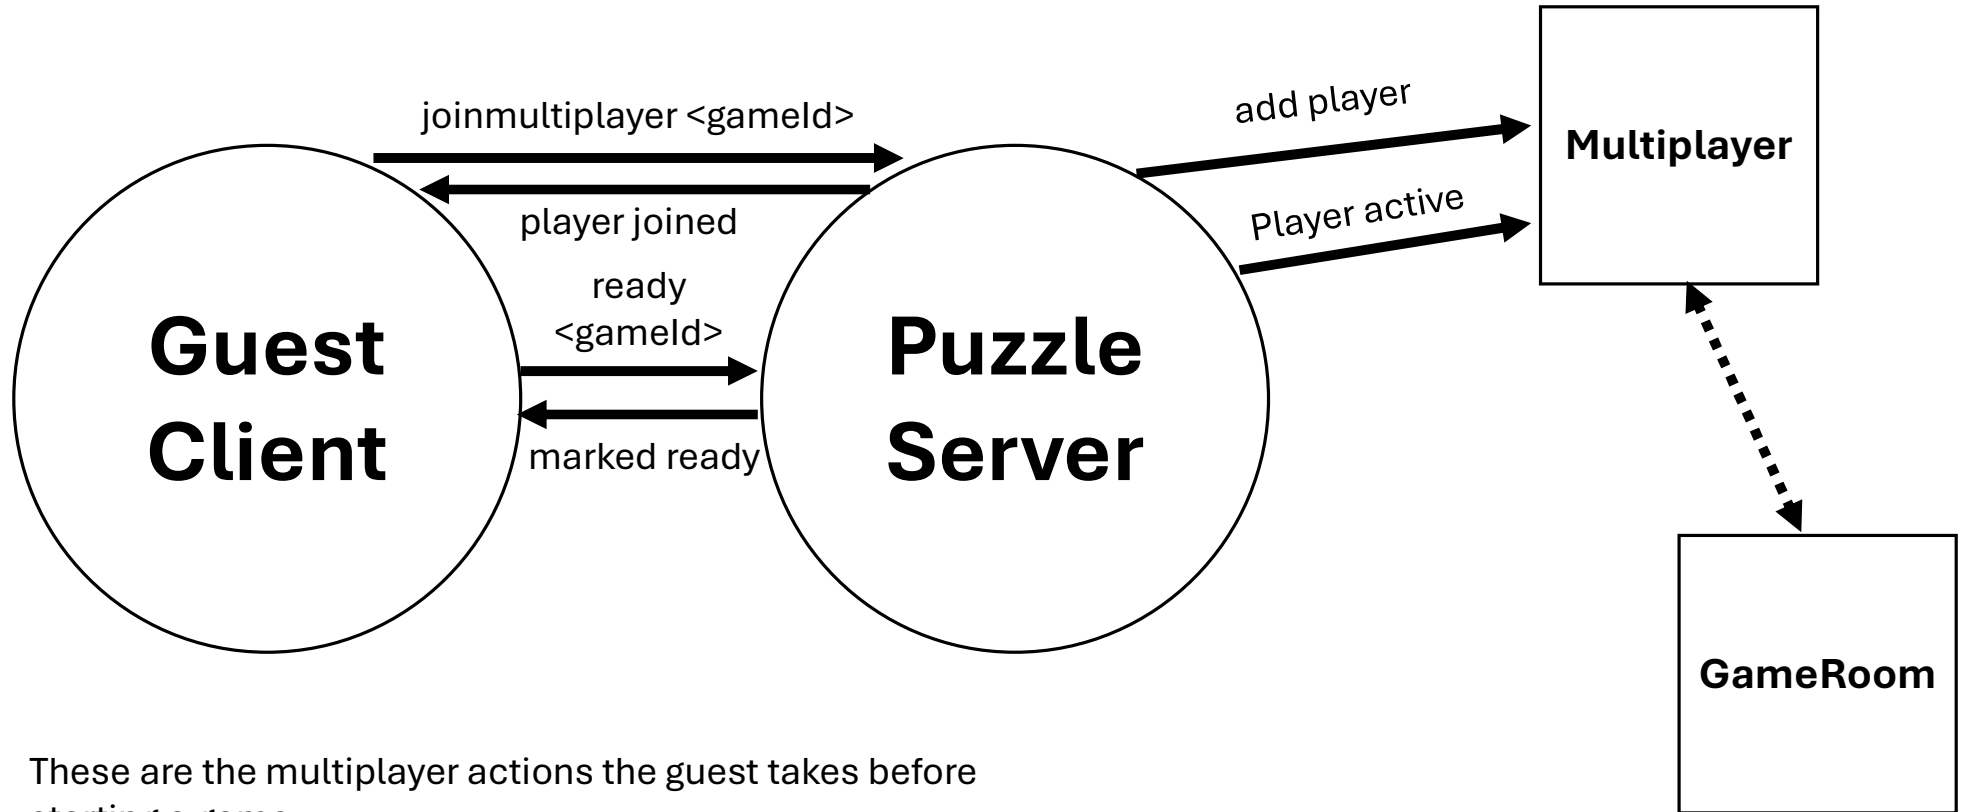 joinmultiplayer <gameId>
player joined
ready
<gameId>
marked ready
Guest
Client
Puzzle
Server
add player
Player active
Multiplayer
GameRoom
These are the multiplayer actions the guest takes before